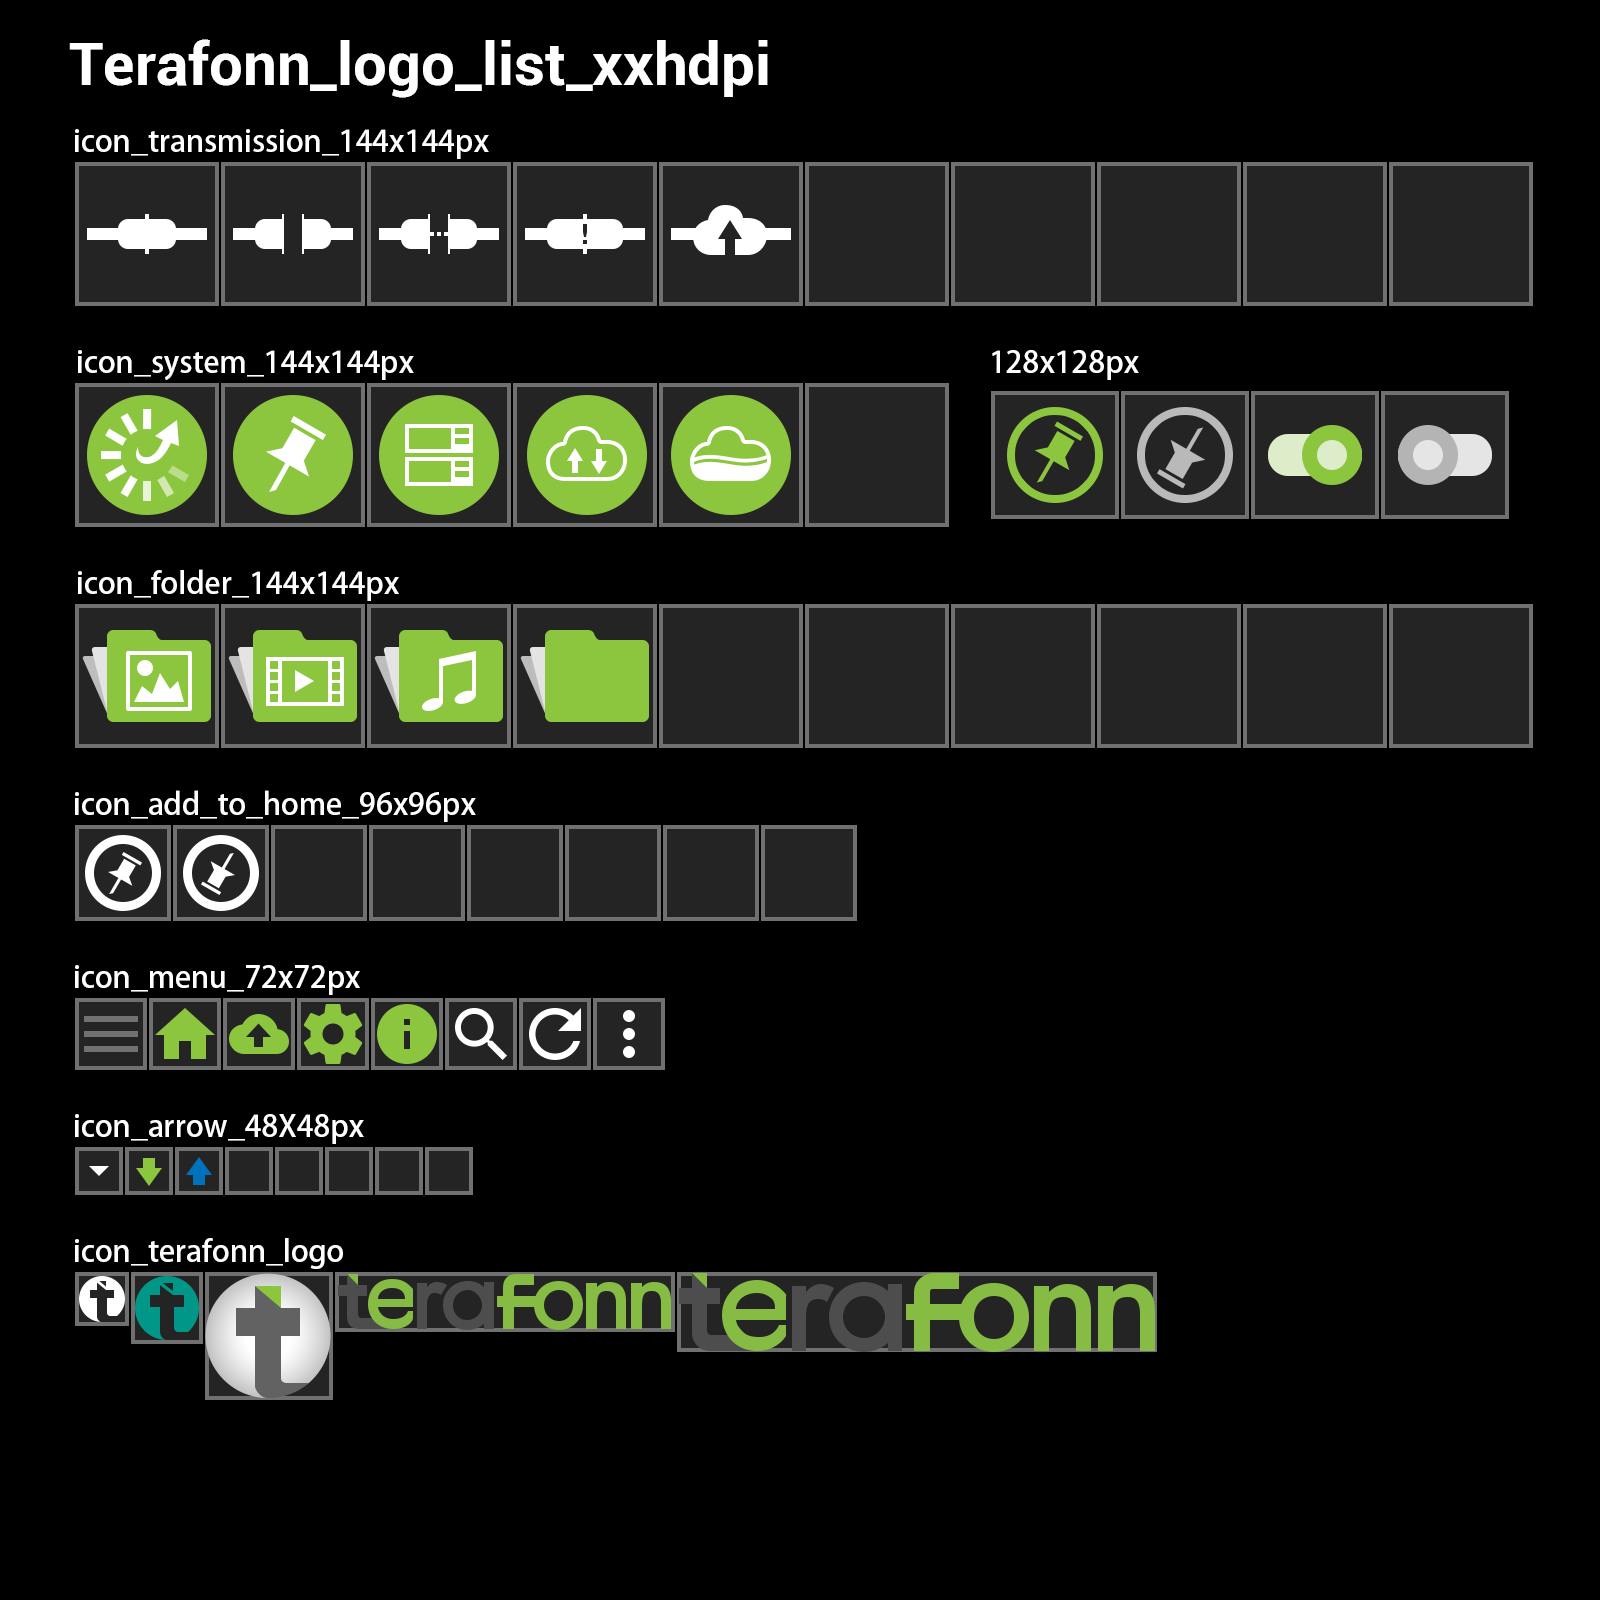 Terafonn_logo_list_xxhdpi
icon_transmission_144x144px
icon_system_144x144px
128x128px
icon_folder_144x144px
icon_add_to_home_96x96px
icon_menu_72x72px
icon_arrow_48X48px
icon_terafonn_logo
t t t terafonn terafonn